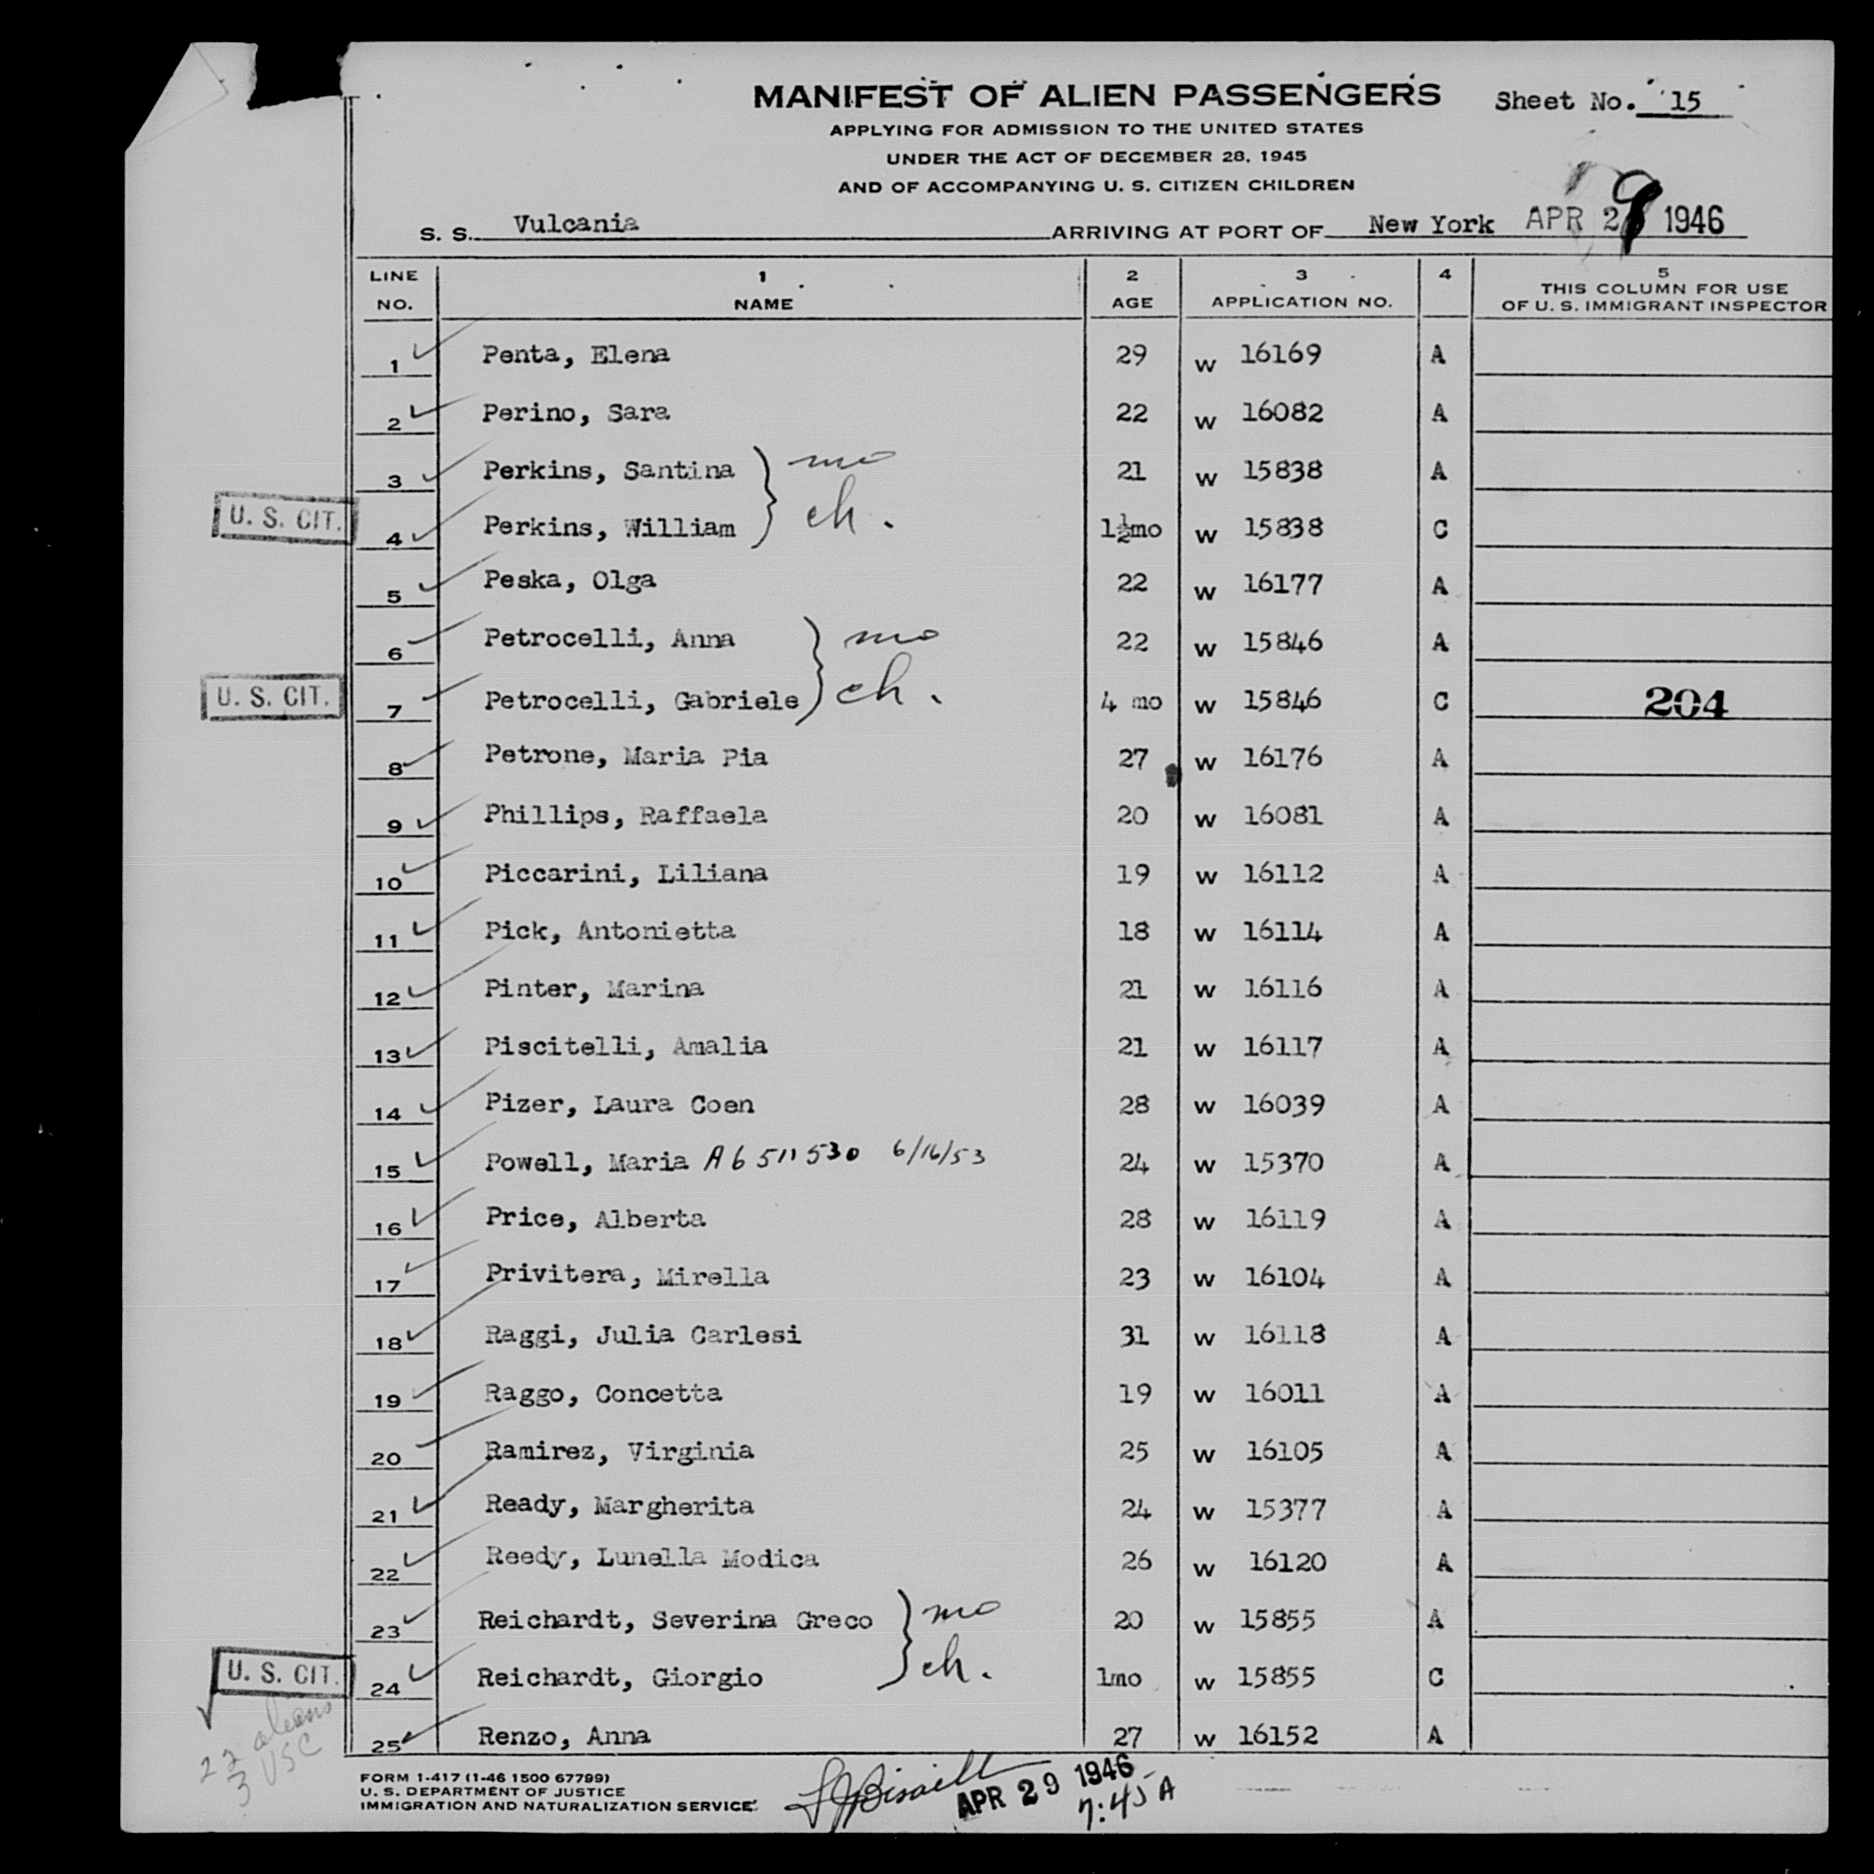 MANIFEST OF ALIEN PASSENGERS Sheet No. 15
APPLYING FOR ADMISSION TO THE UNITED STATES
UNDER THE ACT OF DECEMBER 28, 1945
AND OF ACCOMPANYING U. S. CITIZEN CHILDREN
S. S. Vulcania ARRIVING AT PORT OF New York APR 29 1946
LINE NO. 1 NAME 2 AGE 3 APPLICATION NO. 4 5 THIS COLUMN FOR USE OF U. S. IMMIGRANT INSPECTOR
1 Penta, Elena 29 W 16169 A
2 Perino, Sara 22 W 16082 A
3 Perkins, Santina mo 21 W 15838 A
U. S. CIT. 4 Perkins, William ch. 1½mo W 15838 C
5 Peska, Olga 22 W 16177 A
6 Petrocelli, Anna mo 22 W 15846 A
U. S. CIT. 7 Petrocelli, Gabriele ch. 4 mo W 15846 C 204
8 Petrone, Maria Pia 27 W 16176 A
9 Phillips, Raffaela 20 W 16081 A
10 Piccarini, Liliana 19 W 16112 A
11 Pick, Antonietta 18 W 16114 A
12 Pinter, Marina 21 W 16116 A
13 Piscitelli, Amalia 21 W 16117 A
14 Pizer, Laura Coen 28 W 16039 A
15 Powell, Maria A6 511 530 6/16/53 24 W 15370 A
16 Price, Alberta 28 W 16119 A
17 Privitera, Mirella 23 W 16104 A
18 Raggi, Julia Carlesi 31 W 16118 A
19 Raggo, Concetta 19 W 16011 A
20 Ramirez, Virginia 25 W 16105 A
21 Ready, Margherita 24 W 15377 A
22 Reedy, Lunella Modica 26 W 16120 A
23 Reichardt, Severina Greco mo 20 W 15855 A
U. S. CIT. 24 Reichardt, Giorgio ch. 1mo W 15855 C
25 Renzo, Anna 27 W 16152 A
22 aliens
3 USC
FORM I-417 (1-46 1500 67799)
U. S. DEPARTMENT OF JUSTICE
IMMIGRATION AND NATURALIZATION SERVICE
APR 29 1946
7:45 A